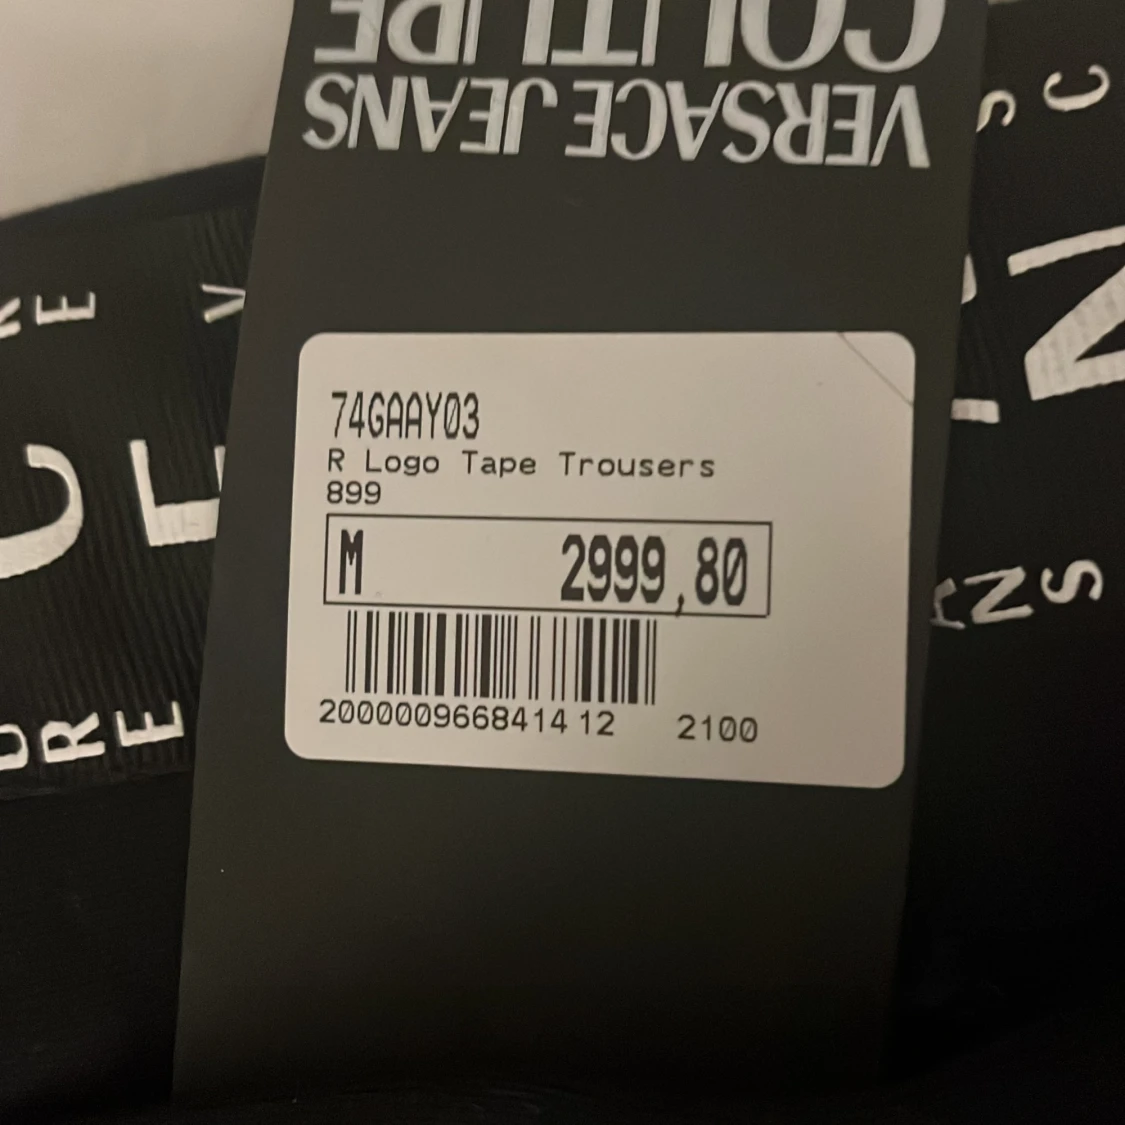 VERSACE JEANS
COUTURE
74GAAY03
R Logo Tape Trousers
899
M 2999,80
2000009668414 12 2100